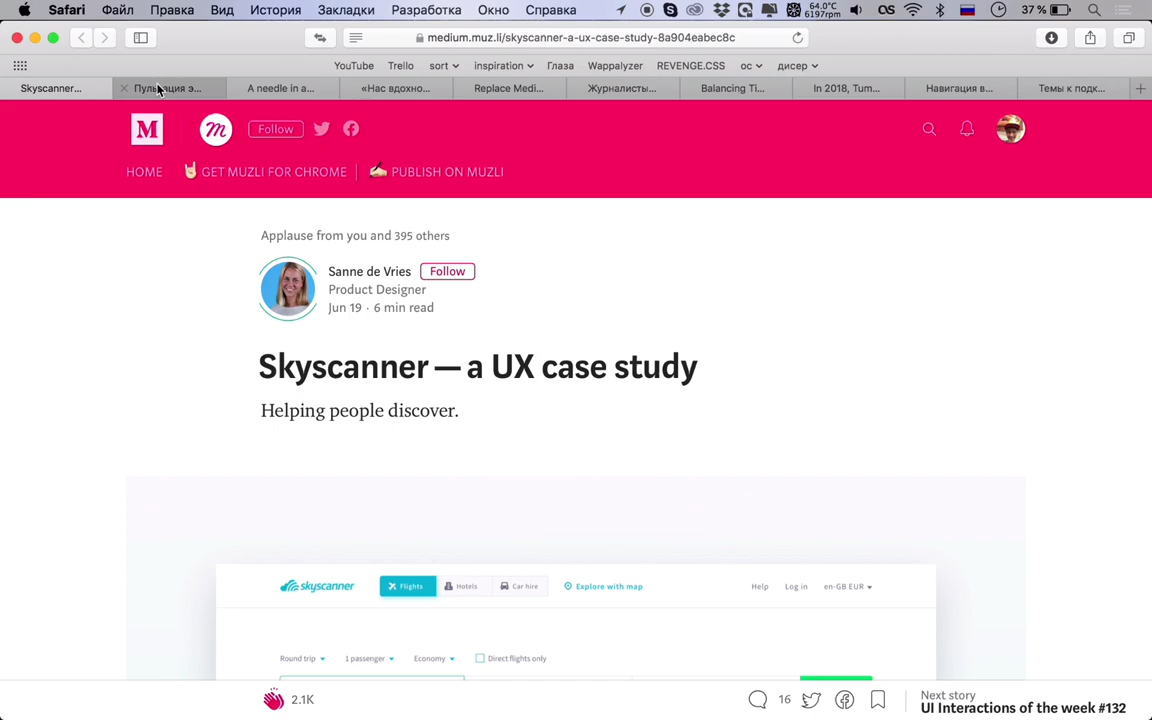 Safari Файл Правка Вид История Закладки Разработка Окно Справка 64.0°C 6197rpm 37 %
medium.muz.li/skyscanner-a-ux-case-study-8a904eabec8c
YouTube Trello sort inspiration Глаза Wappalyzer REVENGE.CSS ос дисер
Skyscanner... Пульсация э... A needle in a... «Нас вдохно... Replace Medi... Журналисты... Balancing Ti... In 2018, Tum... Навигация в... Темы к подк...
M Follow
HOME GET MUZLI FOR CHROME PUBLISH ON MUZLI
Applause from you and 395 others
Sanne de Vries Follow
Product Designer
Jun 19 · 6 min read
Skyscanner — a UX case study
Helping people discover.
skyscanner Flights Hotels Car hire Explore with map Help Log in en-GB EUR
Round trip 1 passenger Economy Direct flights only
2.1K 16
Next story
UI Interactions of the week #132